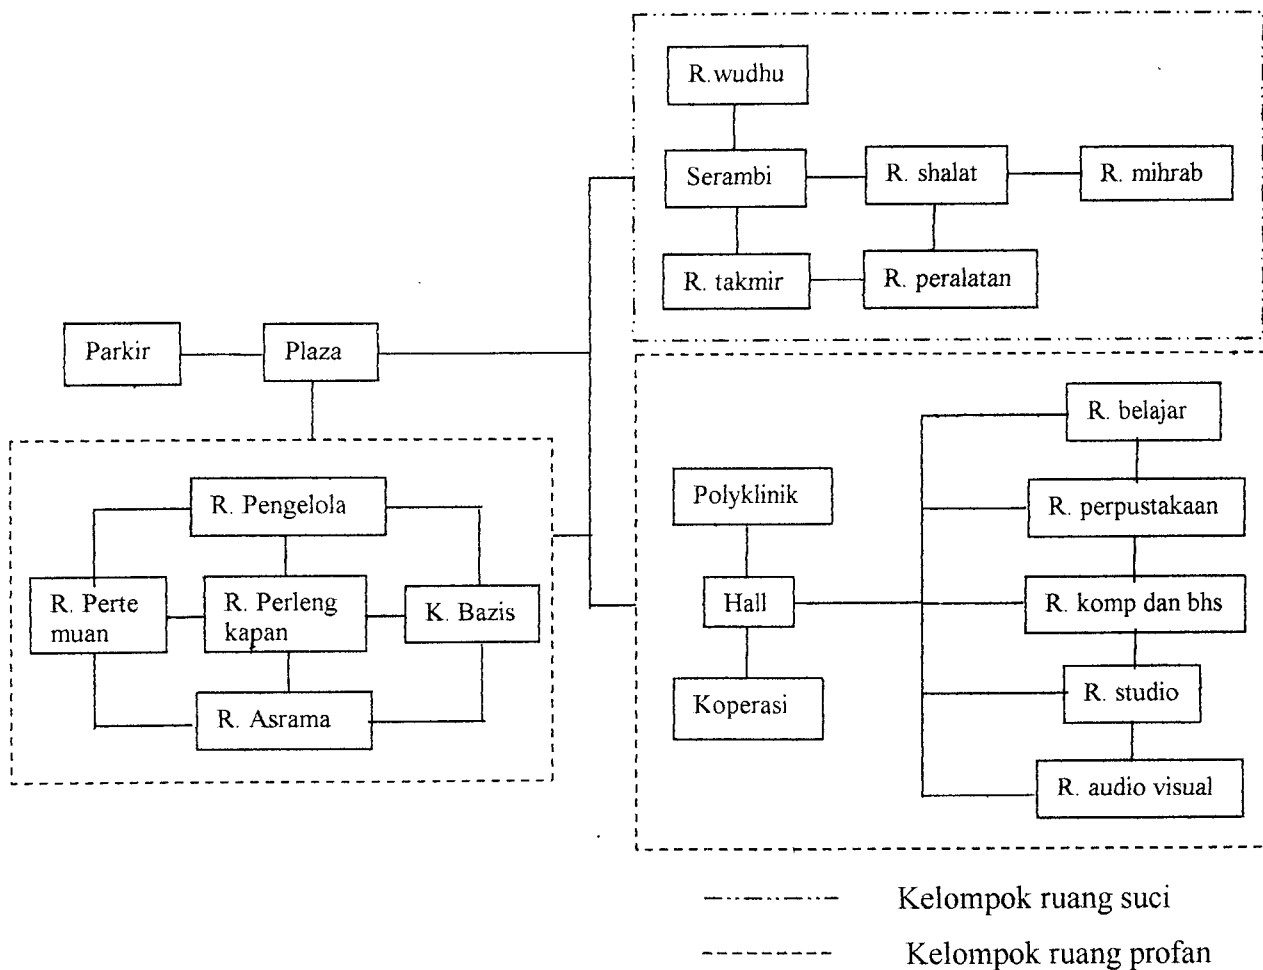 R.wudhu
Serambi
R. shalat
R. mihrab
R. takmir
R. peralatan
Parkir
Plaza
R. Pengelola
R. Perte
muan
R. Perleng
kapan
K. Bazis
R. Asrama
Polyklinik
Hall
Koperasi
R. belajar
R. perpustakaan
R. komp dan bhs
R. studio
R. audio visual
Kelompok ruang suci
Kelompok ruang profan